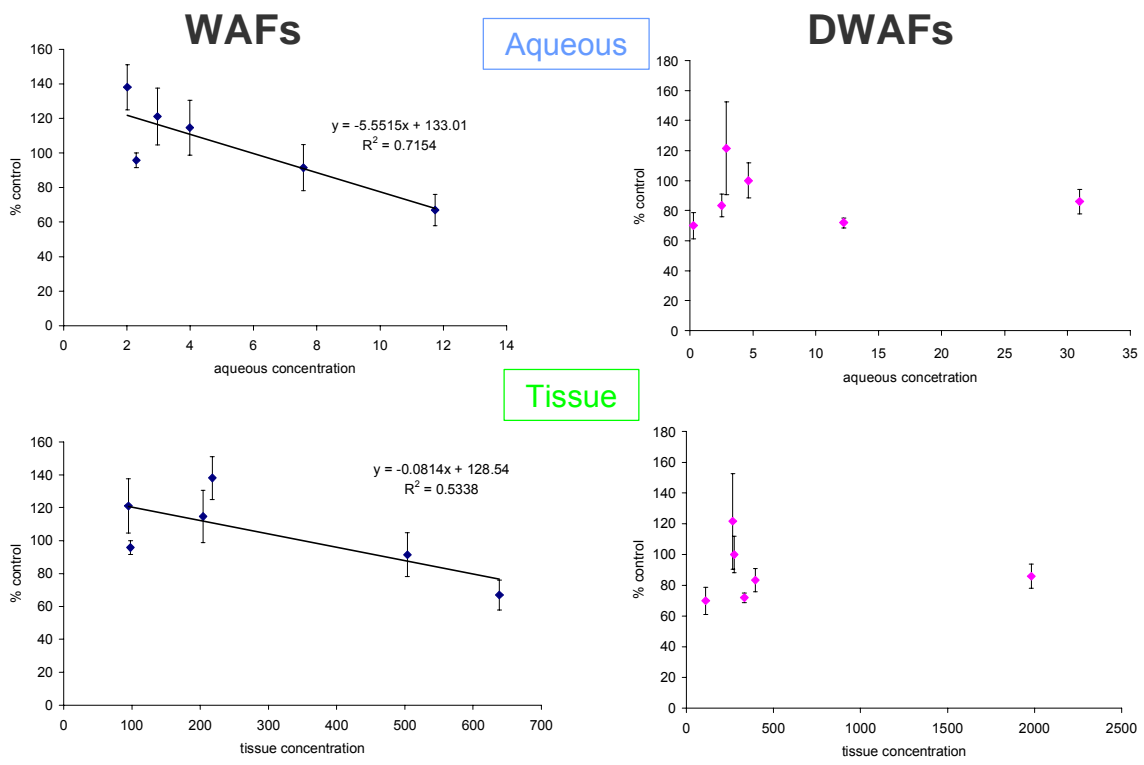 WAFs
Aqueous
DWAFs
160
140
120
100
80
60
40
20
0
% control
y = -5.5515x + 133.01
R² = 0.7154
0 2 4 6 8 10 12 14
aqueous concentration
180
160
140
120
100
80
60
40
20
0
% control
0 5 10 15 20 25 30 35
aqueous concetration
Tissue
160
140
120
100
80
60
40
20
0
% control
y = -0.0814x + 128.54
R² = 0.5338
0 100 200 300 400 500 600 700
tissue concentration
180
160
140
120
100
80
60
40
20
0
% control
0 500 1000 1500 2000 2500
tissue concentration